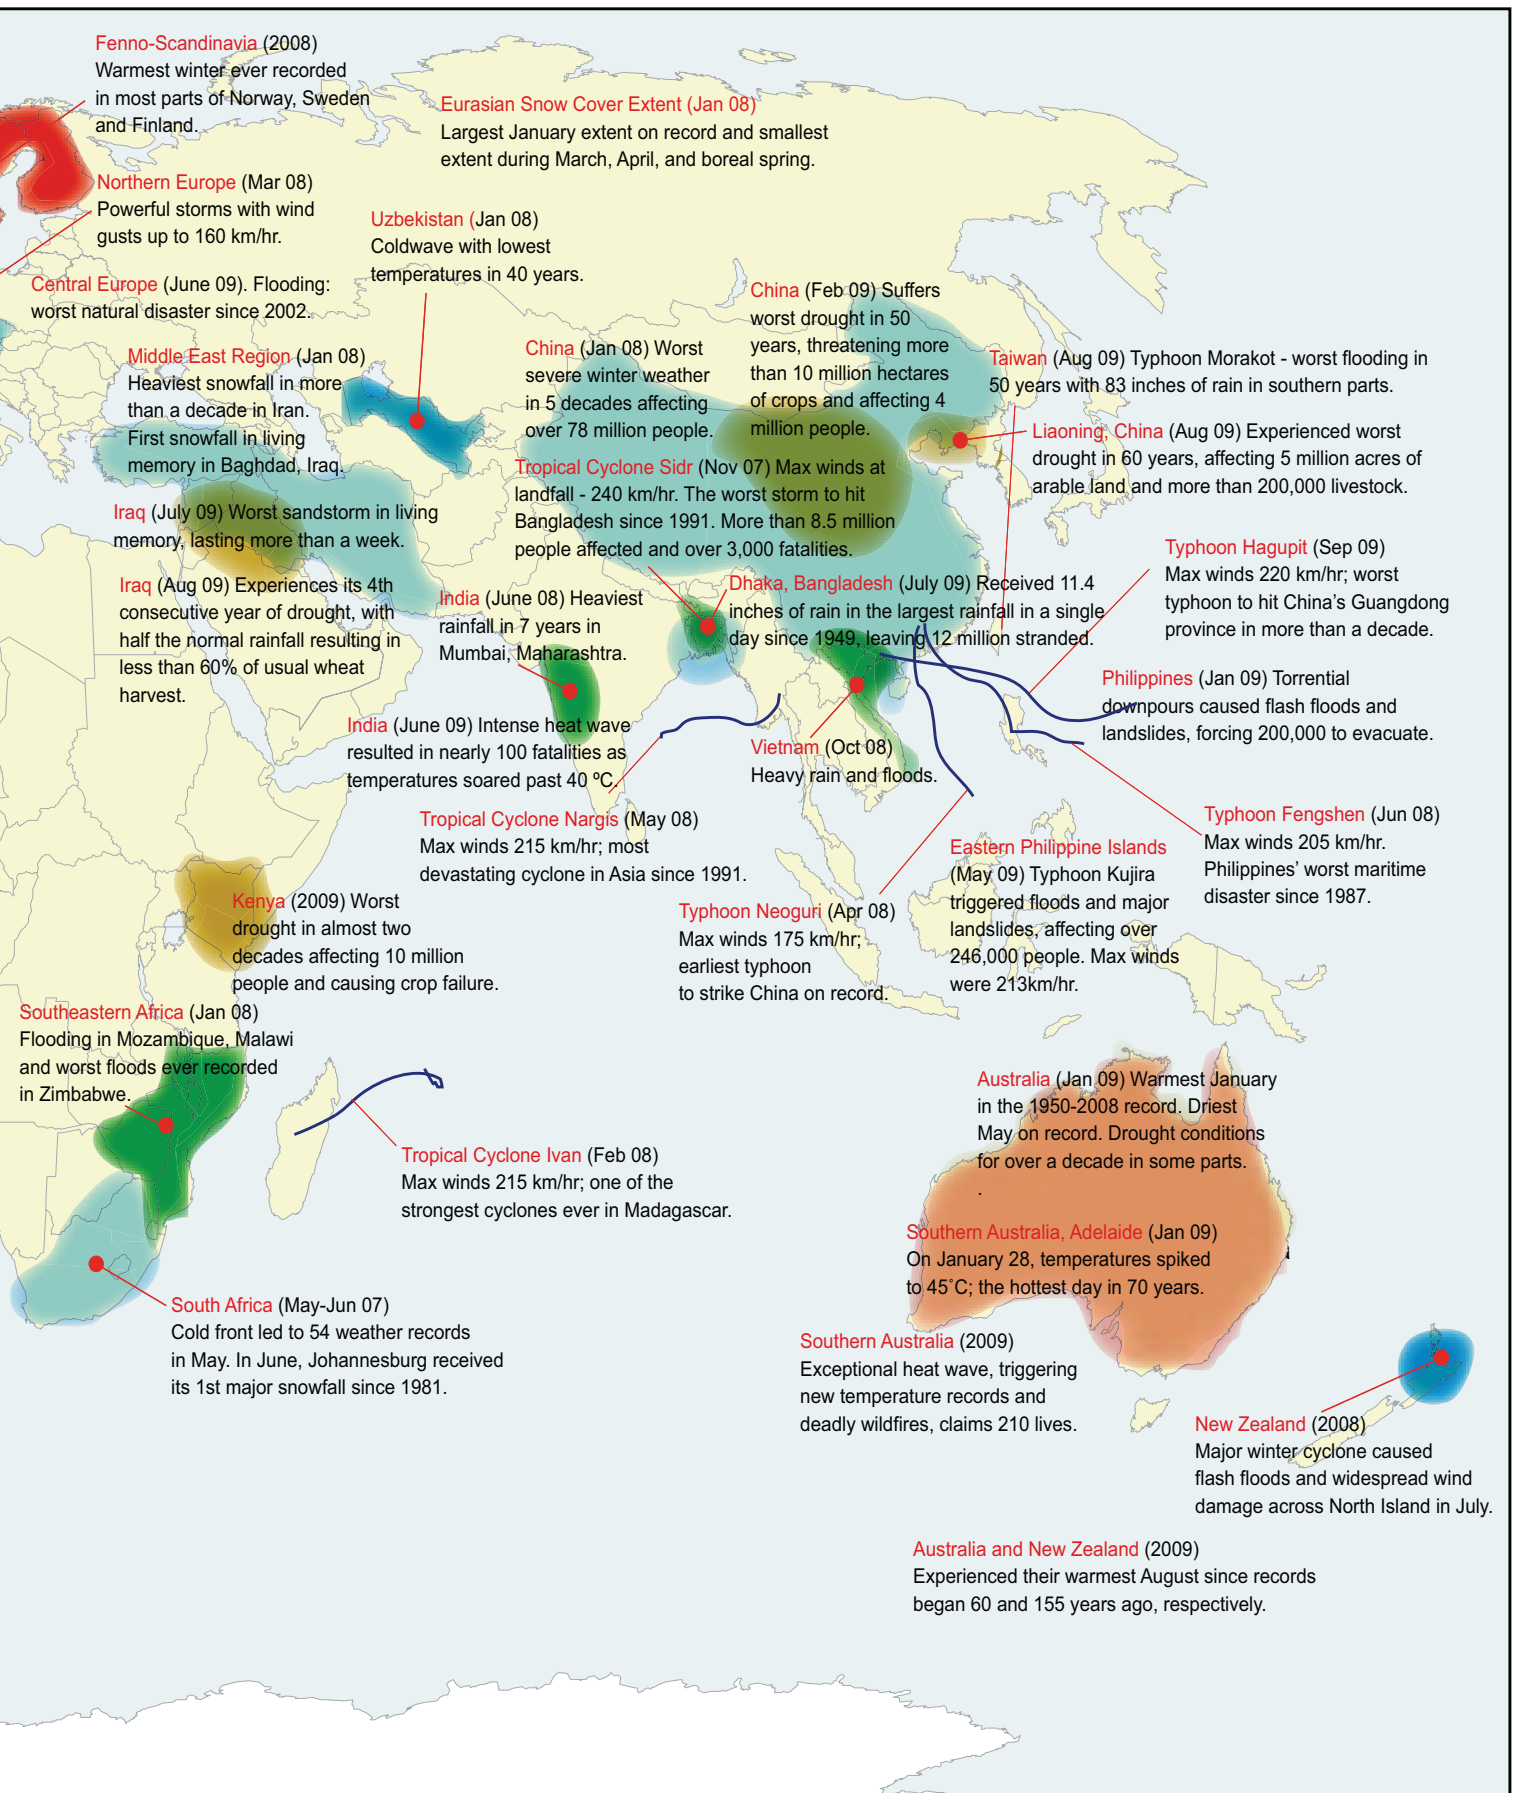 Fenno-Scandinavia (2008)
Warmest winter ever recorded
in most parts of Norway, Sweden
and Finland.
Eurasian Snow Cover Extent (Jan 08)
Largest January extent on record and smallest
extent during March, April, and boreal spring.
Northern Europe (Mar 08)
Powerful storms with wind
gusts up to 160 km/hr.
Uzbekistan (Jan 08)
Coldwave with lowest
temperatures in 40 years.
Central Europe (June 09). Flooding:
worst natural disaster since 2002.
China (Feb 09) Suffers
worst drought in 50
years, threatening more
than 10 million hectares
of crops and affecting 4
million people.
Middle East Region (Jan 08)
Heaviest snowfall in more
than a decade in Iran.
First snowfall in living
memory in Baghdad, Iraq.
China (Jan 08) Worst
severe winter weather
in 5 decades affecting
over 78 million people.
Taiwan (Aug 09) Typhoon Morakot - worst flooding in
50 years with 83 inches of rain in southern parts.
Liaoning, China (Aug 09) Experienced worst
drought in 60 years, affecting 5 million acres of
arable land and more than 200,000 livestock.
Tropical Cyclone Sidr (Nov 07) Max winds at
landfall - 240 km/hr. The worst storm to hit
Bangladesh since 1991. More than 8.5 million
people affected and over 3,000 fatalities.
Iraq (July 09) Worst sandstorm in living
memory, lasting more than a week.
Typhoon Hagupit (Sep 09)
Max winds 220 km/hr; worst
typhoon to hit China's Guangdong
province in more than a decade.
Iraq (Aug 09) Experiences its 4th
consecutive year of drought, with
half the normal rainfall resulting in
less than 60% of usual wheat
harvest.
India (June 08) Heaviest
rainfall in 7 years in
Mumbai, Maharashtra.
Dhaka, Bangladesh (July 09) Received 11.4
inches of rain in the largest rainfall in a single
day since 1949, leaving 12 million stranded.
Philippines (Jan 09) Torrential
downpours caused flash floods and
landslides, forcing 200,000 to evacuate.
India (June 09) Intense heat wave
resulted in nearly 100 fatalities as
temperatures soared past 40 ºC.
Vietnam (Oct 08)
Heavy rain and floods.
Tropical Cyclone Nargis (May 08)
Max winds 215 km/hr; most
devastating cyclone in Asia since 1991.
Typhoon Fengshen (Jun 08)
Max winds 205 km/hr.
Philippines' worst maritime
disaster since 1987.
Eastern Philippine Islands
(May 09) Typhoon Kujira
triggered floods and major
landslides, affecting over
246,000 people. Max winds
were 213km/hr.
Kenya (2009) Worst
drought in almost two
decades affecting 10 million
people and causing crop failure.
Typhoon Neoguri (Apr 08)
Max winds 175 km/hr;
earliest typhoon
to strike China on record.
Southeastern Africa (Jan 08)
Flooding in Mozambique, Malawi
and worst floods ever recorded
in Zimbabwe.
Australia (Jan 09) Warmest January
in the 1950-2008 record. Driest
May on record. Drought conditions
for over a decade in some parts.
.
Tropical Cyclone Ivan (Feb 08)
Max winds 215 km/hr; one of the
strongest cyclones ever in Madagascar.
Southern Australia, Adelaide (Jan 09)
On January 28, temperatures spiked
to 45˚C; the hottest day in 70 years.
South Africa (May-Jun 07)
Cold front led to 54 weather records
in May. In June, Johannesburg received
its 1st major snowfall since 1981.
Southern Australia (2009)
Exceptional heat wave, triggering
new temperature records and
deadly wildfires, claims 210 lives.
New Zealand (2008)
Major winter cyclone caused
flash floods and widespread wind
damage across North Island in July.
Australia and New Zealand (2009)
Experienced their warmest August since records
began 60 and 155 years ago, respectively.